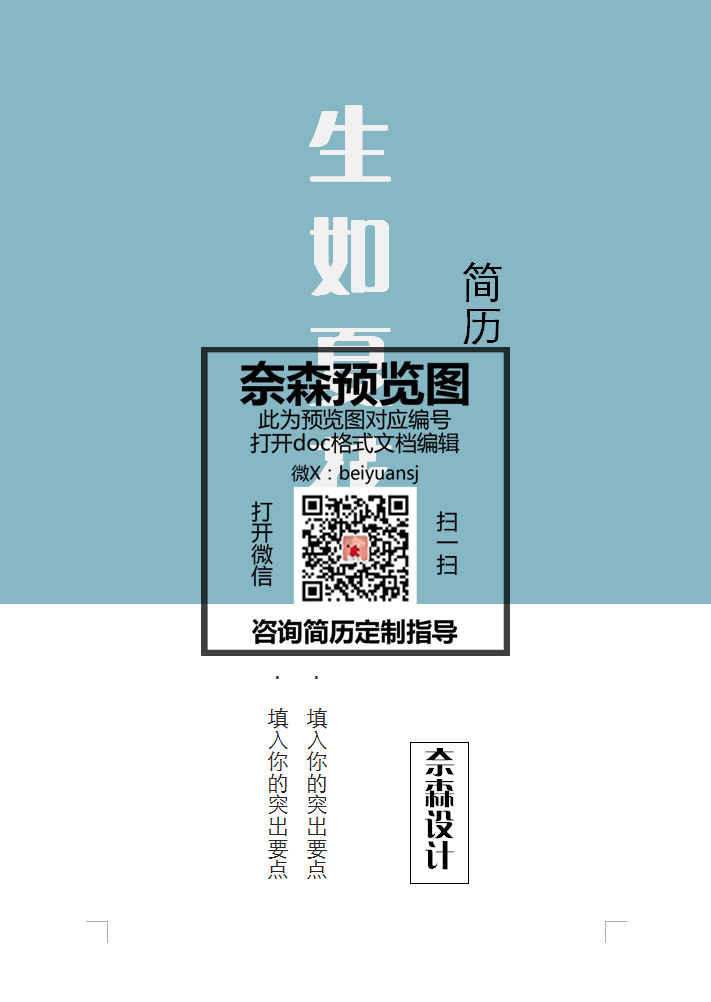 生如夏花
简历
奈森预览图
此为预览图对应编号
打开doc格式文档编辑
微X：beiyuansj
打开微信
扫一扫
咨询简历定制指导
· 填入你的突出要点
· 填入你的突出要点
奈森设计